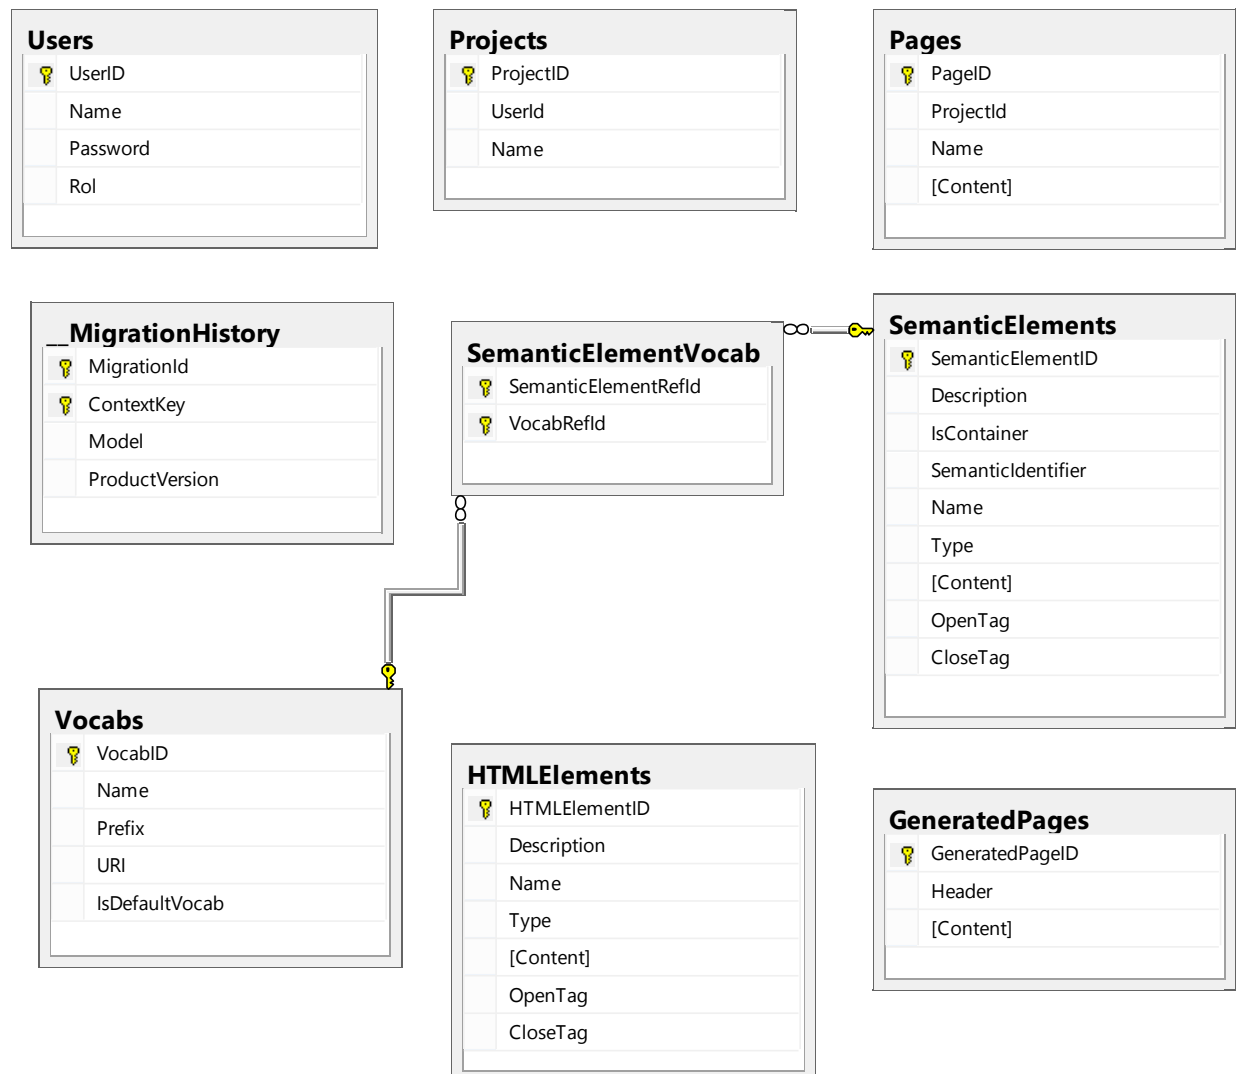 Users
UserID
Name
Password
Rol
Projects
ProjectID
UserId
Name
Pages
PageID
ProjectId
Name
[Content]
__MigrationHistory
MigrationId
ContextKey
Model
ProductVersion
SemanticElementVocab
SemanticElementRefId
VocabRefId
SemanticElements
SemanticElementID
Description
IsContainer
SemanticIdentifier
Name
Type
[Content]
OpenTag
CloseTag
Vocabs
VocabID
Name
Prefix
URI
IsDefaultVocab
HTMLElements
HTMLElementID
Description
Name
Type
[Content]
OpenTag
CloseTag
GeneratedPages
GeneratedPageID
Header
[Content]